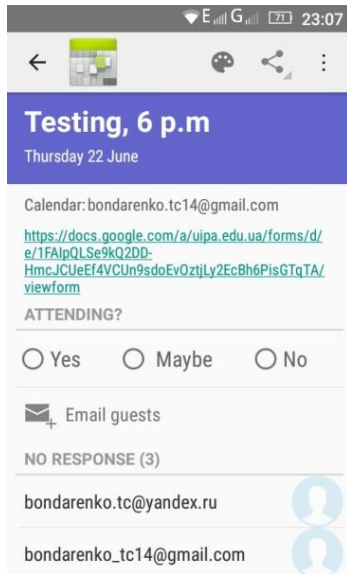 E G 71 23:07
Testing, 6 p.m
Thursday 22 June
Calendar: bondarenko.tc14@gmail.com
https://docs.google.com/a/uipa.edu.ua/forms/d/
e/1FAIpQLSe9kQ2DD-
HmcJCUeEf4VCUn9sdoEvOztjLy2EcBh6PisGTqTA/
viewform
ATTENDING?
Yes Maybe No
Email guests
NO RESPONSE (3)
bondarenko.tc@yandex.ru
bondarenko_tc14@gmail.com